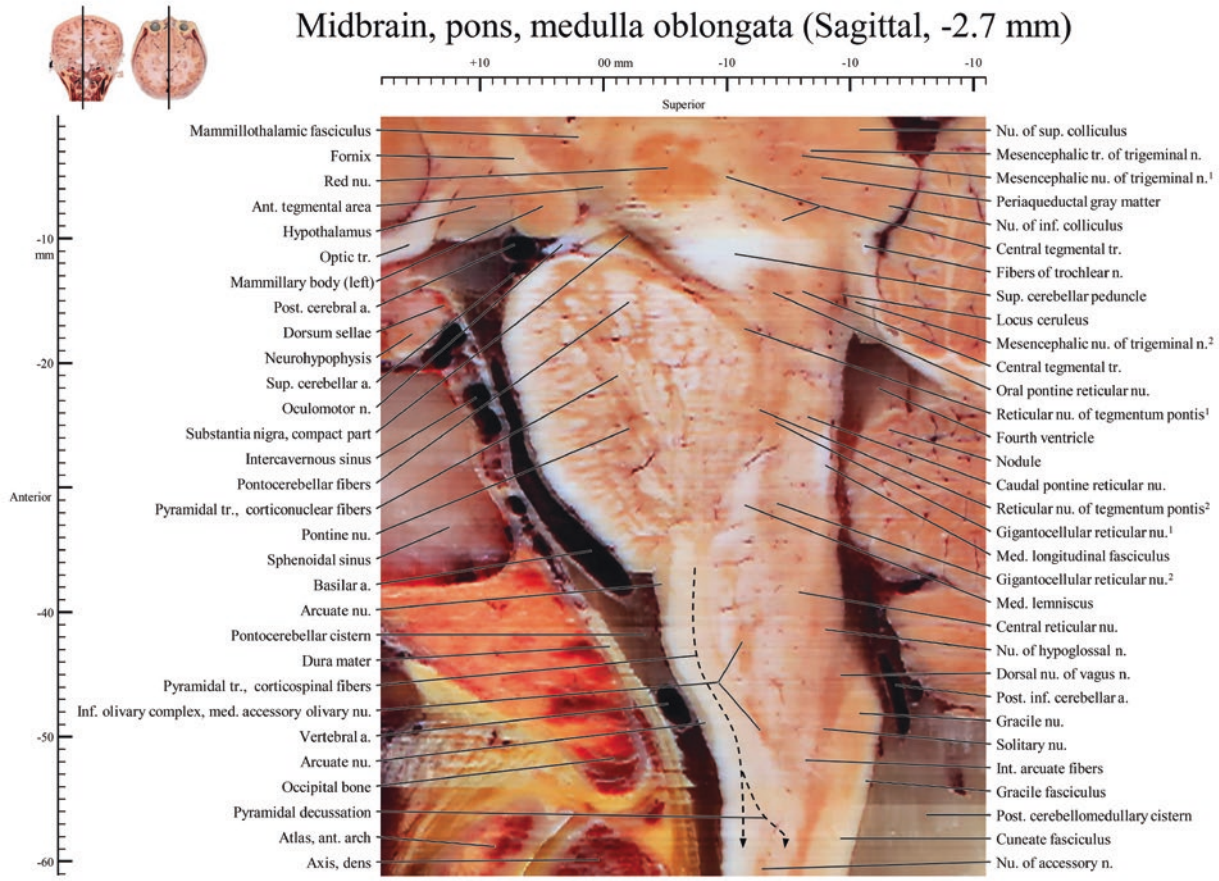 Midbrain, pons, medulla oblongata (Sagittal, -2.7 mm)
+10 00 mm -10 -10 -10
Superior
Mammillothalamic fasciculus
Fornix
Red nu.
Ant. tegmental area
Hypothalamus
Optic tr.
Mammillary body (left)
Post. cerebral a.
Dorsum sellae
Neurohypophysis
Sup. cerebellar a.
Oculomotor n.
Substantia nigra, compact part
Intercavernous sinus
Pontocerebellar fibers
Pyramidal tr., corticonuclear fibers
Pontine nu.
Sphenoidal sinus
Basilar a.
Arcuate nu.
Pontocerebellar cistern
Dura mater
Pyramidal tr., corticospinal fibers
Inf. olivary complex, med. accessory olivary nu.
Vertebral a.
Arcuate nu.
Occipital bone
Pyramidal decussation
Atlas, ant. arch
Axis, dens
-10
mm
-20
Anterior
-40
-50
-60
Nu. of sup. colliculus
Mesencephalic tr. of trigeminal n.
Mesencephalic nu. of trigeminal n.¹
Periaqueductal gray matter
Nu. of inf. colliculus
Central tegmental tr.
Fibers of trochlear n.
Sup. cerebellar peduncle
Locus ceruleus
Mesencephalic nu. of trigeminal n.²
Central tegmental tr.
Oral pontine reticular nu.
Reticular nu. of tegmentum pontis¹
Fourth ventricle
Nodule
Caudal pontine reticular nu.
Reticular nu. of tegmentum pontis²
Gigantocellular reticular nu.¹
Med. longitudinal fasciculus
Gigantocellular reticular nu.²
Med. lemniscus
Central reticular nu.
Nu. of hypoglossal n.
Dorsal nu. of vagus n.
Post. inf. cerebellar a.
Gracile nu.
Solitary nu.
Int. arcuate fibers
Gracile fasciculus
Post. cerebellomedullary cistern
Cuneate fasciculus
Nu. of accessory n.